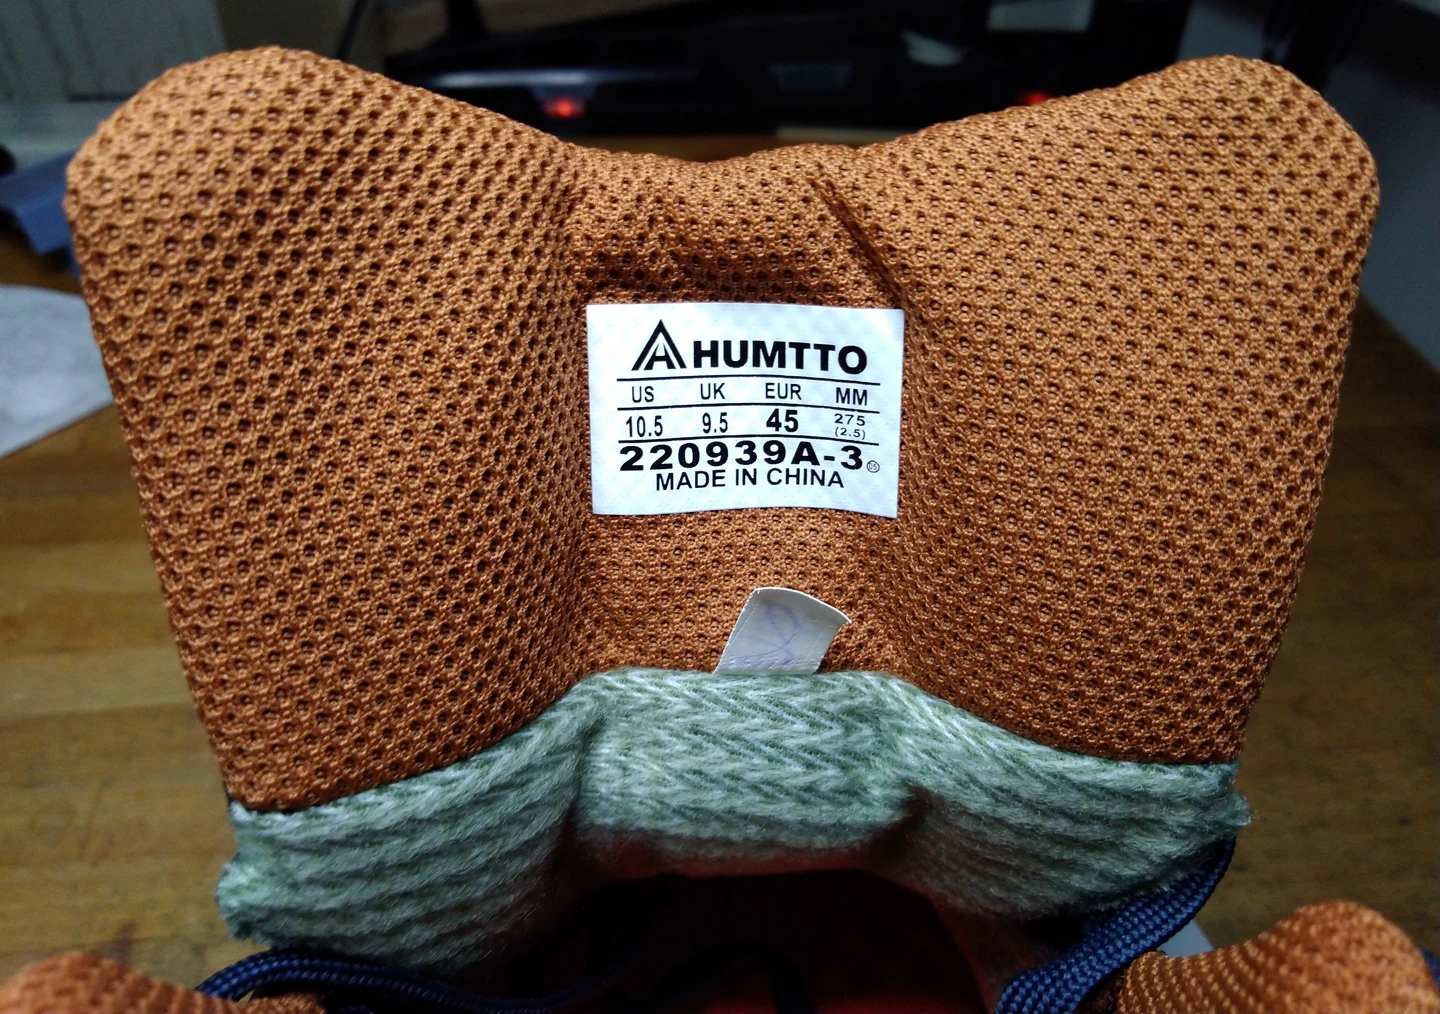 HUMTTO
US UK EUR MM
10.5 9.5 45 275
(2.5)
220939A-3
MADE IN CHINA